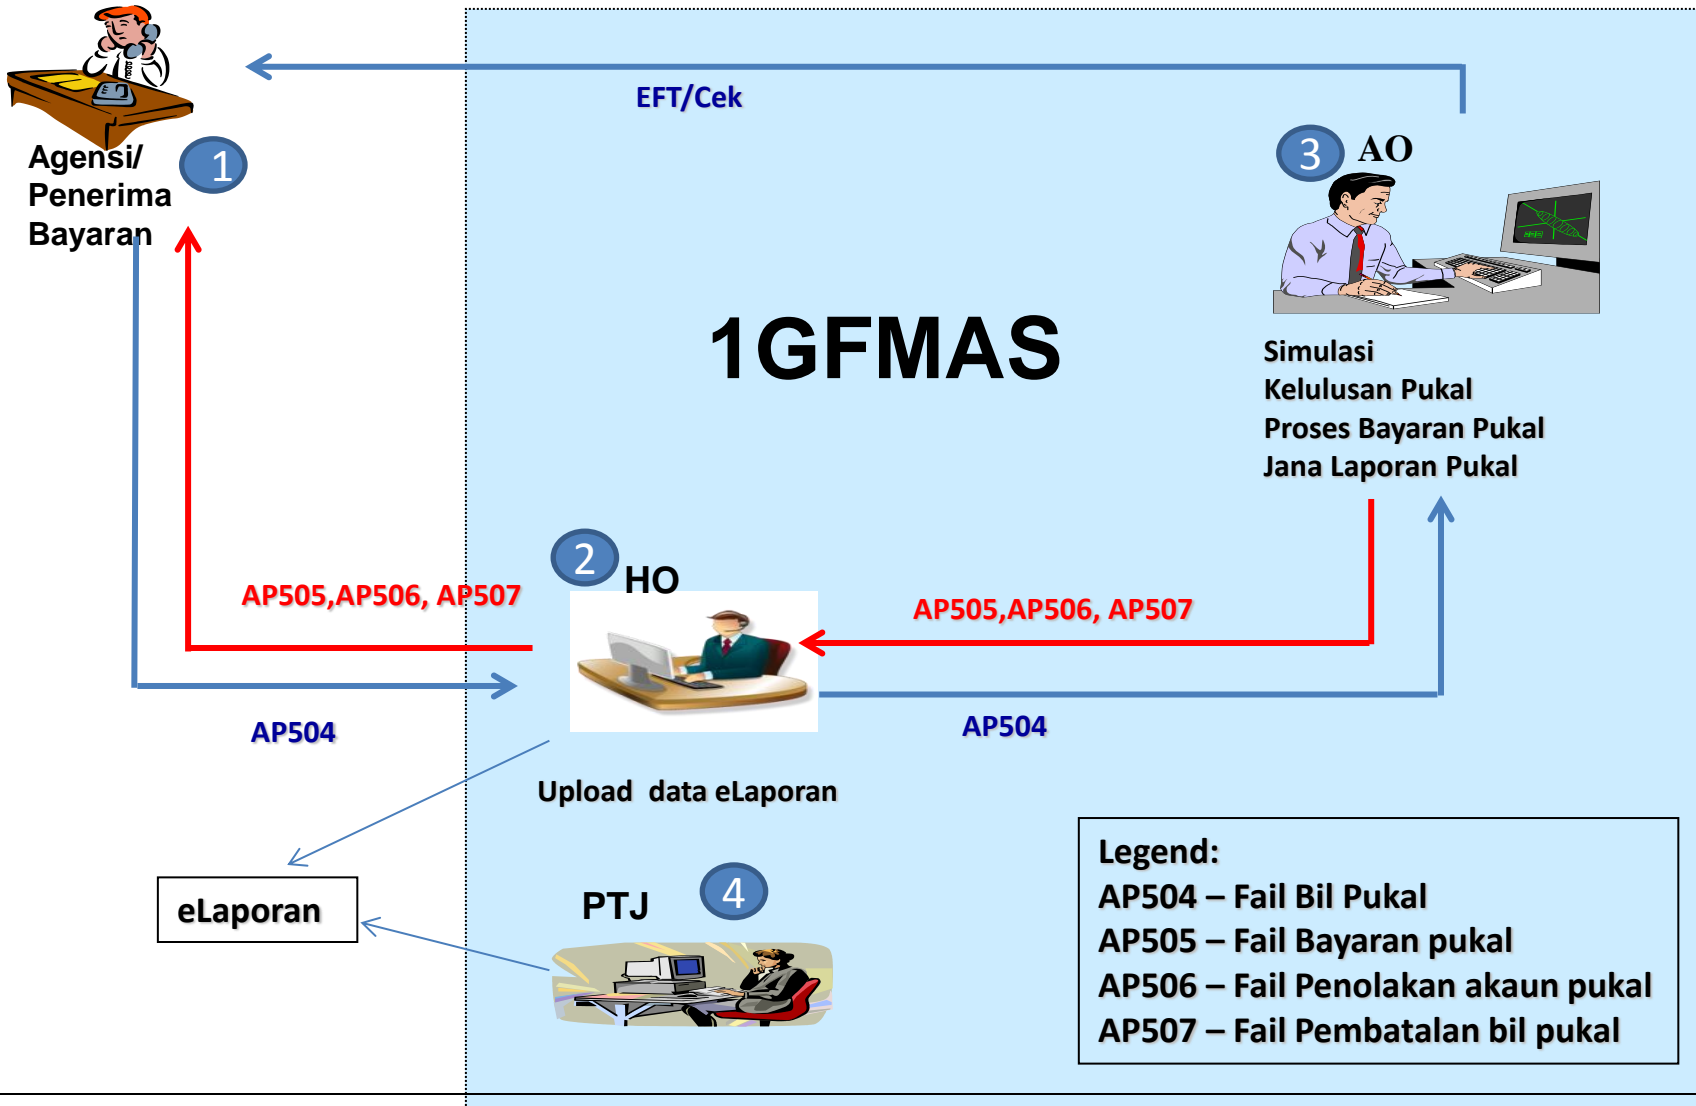 EFT/Cek
Agensi/
Penerima
Bayaran
1
3
AO
1GFMAS
Simulasi
Kelulusan Pukal
Proses Bayaran Pukal
Jana Laporan Pukal
2
HO
AP505,AP506, AP507
AP505,AP506, AP507
AP504
AP504
Upload data eLaporan
eLaporan
PTJ
4
Legend:
AP504 – Fail Bil Pukal
AP505 – Fail Bayaran pukal
AP506 – Fail Penolakan akaun pukal
AP507 – Fail Pembatalan bil pukal